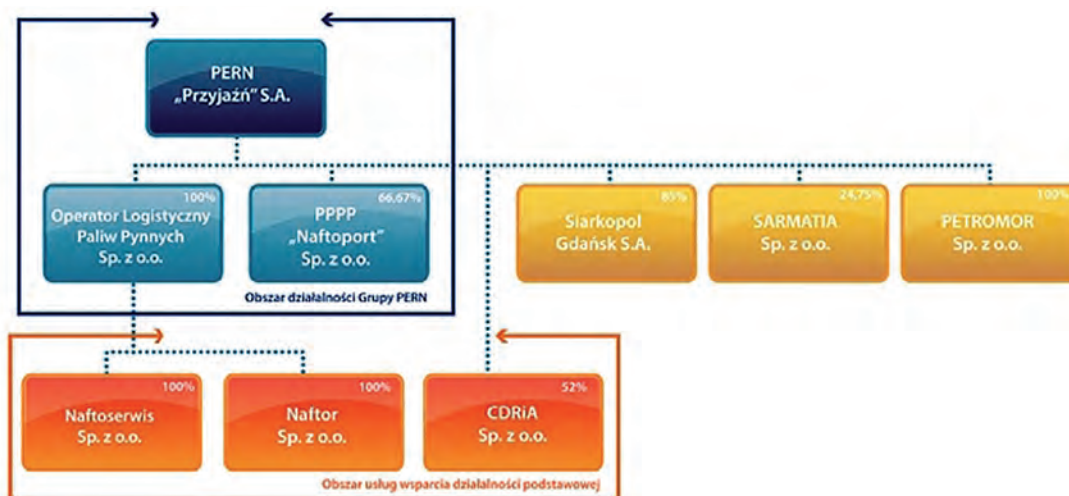 PERN
„Przyjaźń” S.A.
100%
Operator Logistyczny
Paliw Pynnych
Sp. z o.o.
66,67%
PPPP
„Naftoport”
Sp. z o.o.
85%
Siarkopol
Gdańsk S.A.
24,75%
SARMATIA
Sp. z o.o.
100%
PETROMOR
Sp. z o.o.
Obszar działalności Grupy PERN
100%
Naftoserwis
Sp. z o.o.
100%
Naftor
Sp. z o.o.
52%
CDRiA
Sp. z o.o.
Obszar usług wsparcia działalności podstawowej